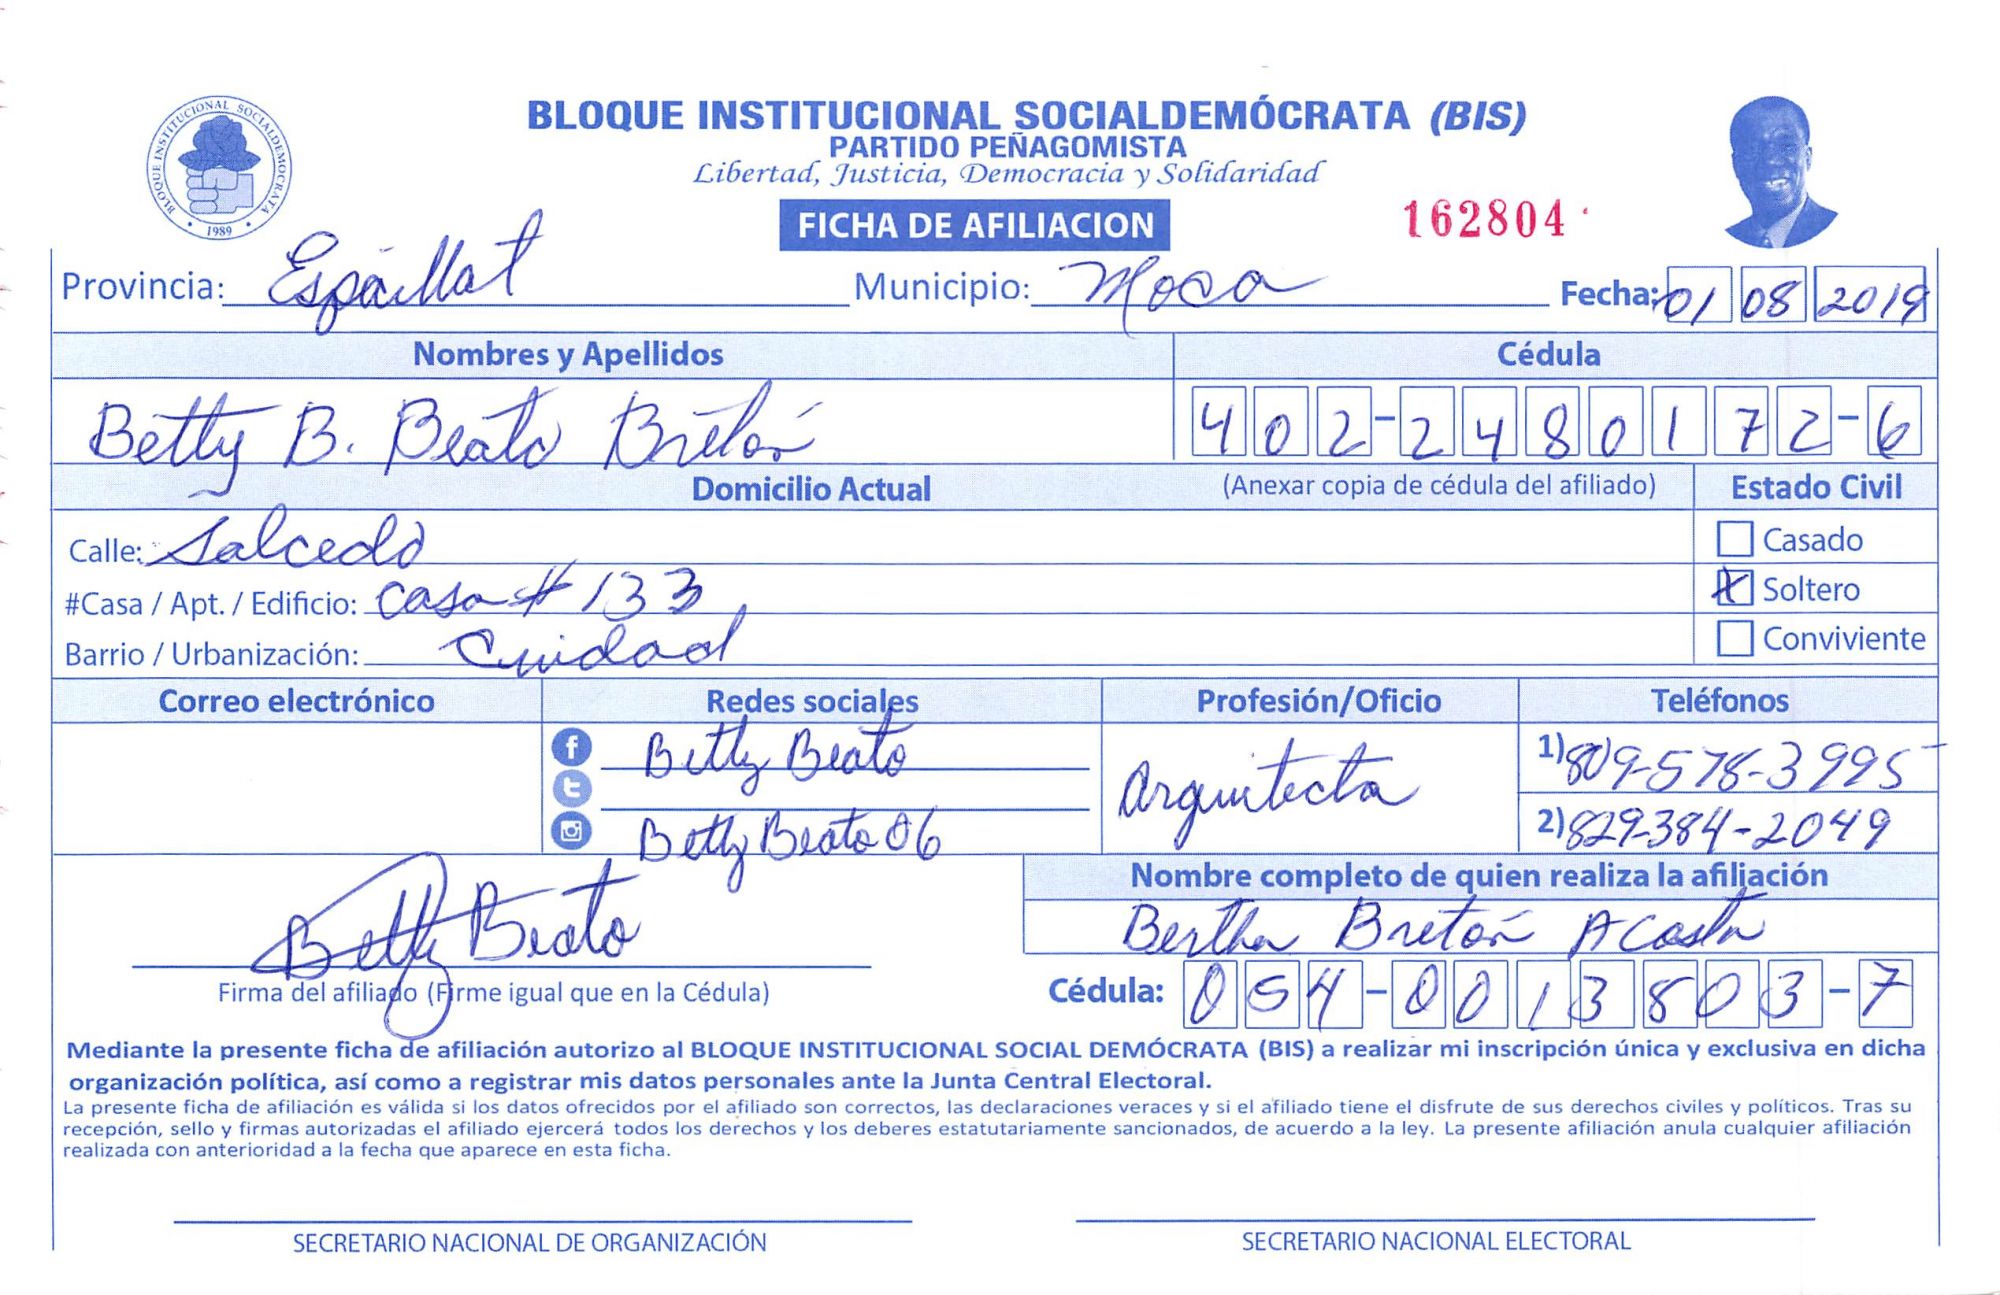 BLOQUE INSTITUCIONAL SOCIALDEMOCRATA
1989
BLOQUE INSTITUCIONAL SOCIALDEMÓCRATA (BIS)
PARTIDO PEÑAGOMISTA
Libertad, Justicia, Democracia y Solidaridad
FICHA DE AFILIACION
162804
Provincia: Espaillat Municipio: Moca Fecha: 01 08 2019
Nombres y Apellidos Cédula
Betty B. Beato Bretón 402-2480172-6
Domicilio Actual (Anexar copia de cédula del afiliado) Estado Civil
Calle: Salcedo Casado
#Casa / Apt. / Edificio: Casa # 133 X Soltero
Barrio / Urbanización: Cuidad Conviviente
Correo electrónico Redes sociales Profesión/Oficio Teléfonos
Betty Beato Arquitecta 1) 809-578-3995
Betty Beato 06 2) 829-384-2049
Nombre completo de quien realiza la afiliación
Betty Beato Bertha Bretón Acosta
Firma del afiliado (Firme igual que en la Cédula) Cédula: 054-0013803-7
Mediante la presente ficha de afiliación autorizo al BLOQUE INSTITUCIONAL SOCIAL DEMÓCRATA (BIS) a realizar mi inscripción única y exclusiva en dicha
organización política, así como a registrar mis datos personales ante la Junta Central Electoral.
La presente ficha de afiliación es válida si los datos ofrecidos por el afiliado son correctos, las declaraciones veraces y si el afiliado tiene el disfrute de sus derechos civiles y políticos. Tras su
recepción, sello y firmas autorizadas el afiliado ejercerá todos los derechos y los deberes estatutariamente sancionados, de acuerdo a la ley. La presente afiliación anula cualquier afiliación
realizada con anterioridad a la fecha que aparece en esta ficha.
SECRETARIO NACIONAL DE ORGANIZACIÓN SECRETARIO NACIONAL ELECTORAL